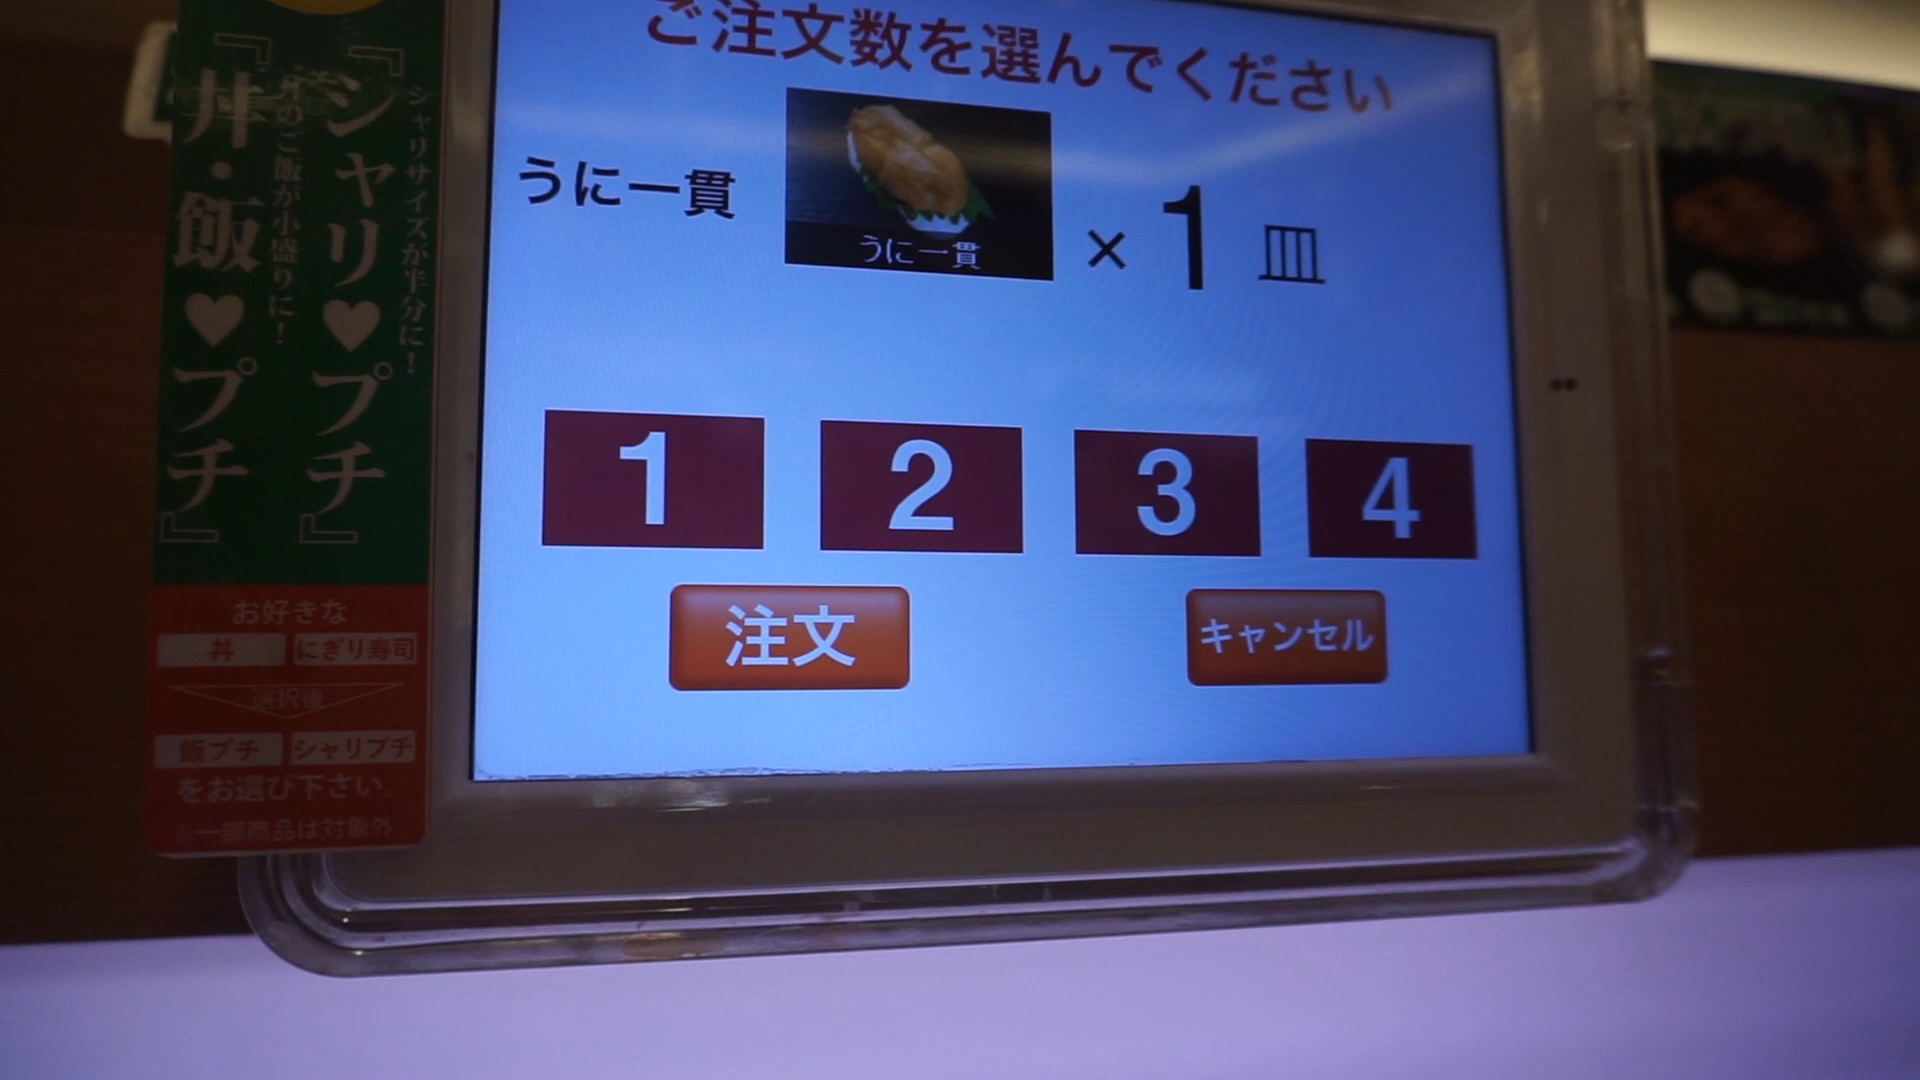 ご注文数を選んでください
うに一貫
うに一貫
× 1 皿
1
2
3
4
注文
キャンセル
シャリサイズが半分に!
『シャリ♥プチ』
のご飯が小盛りに!
『丼・飯♥プチ』
お好きな
丼 にぎり寿司
選択後
飯プチ シャリプチ
をお選び下さい。
※一部商品は対象外